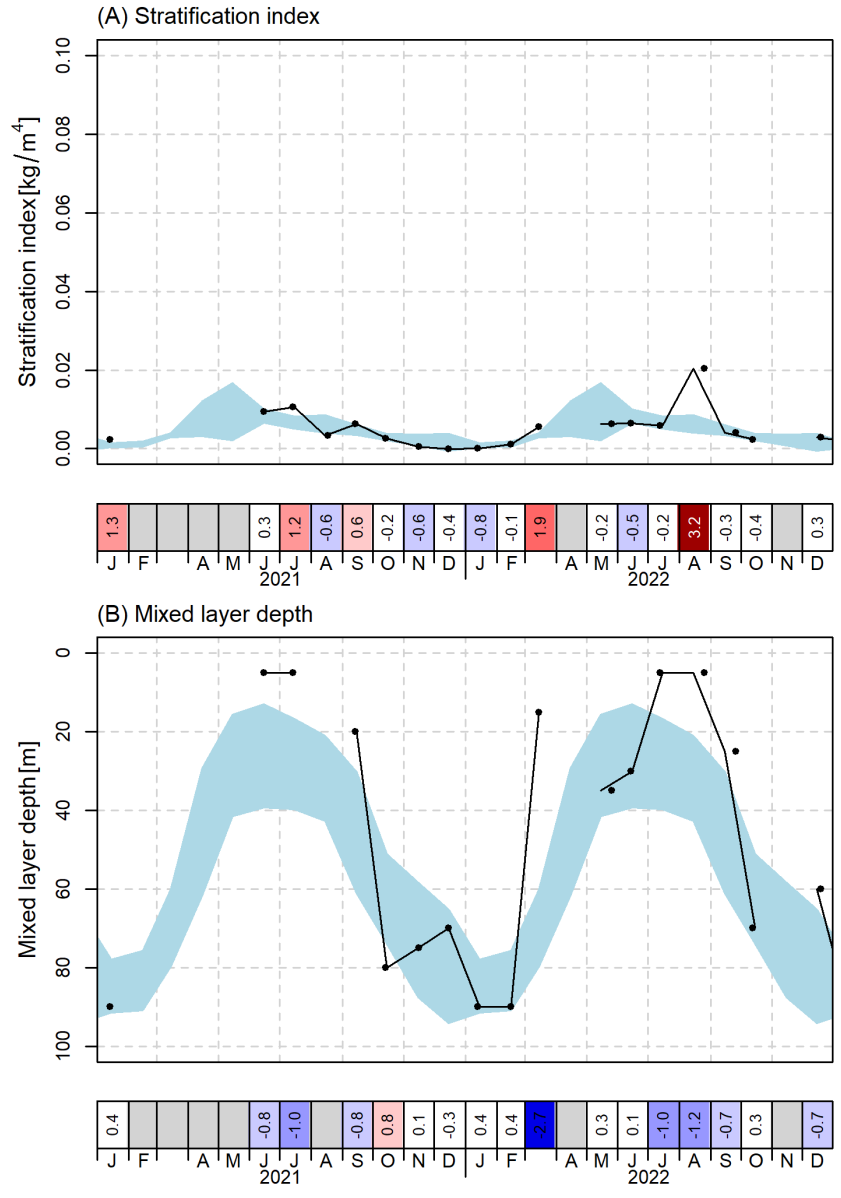 (A) Stratification index
Stratification index[kg/m⁴]
0.10
0.08
0.06
0.04
0.02
0.00
1.3 0.3 1.2 -0.6 0.6 -0.2 -0.6 -0.4 -0.8 -0.1 1.9 -0.2 -0.5 -0.2 3.2 -0.3 -0.4 0.3
J F A M J J A S O N D J F A M J J A S O N D
2021 2022
(B) Mixed layer depth
Mixed layer depth [m]
0
20
40
60
80
100
0.4 -0.8 -1.0 -0.8 0.8 0.1 -0.3 0.4 0.4 -2.7 0.3 0.1 -1.0 -1.2 -0.7 0.3 -0.7
J F A M J J A S O N D J F A M J J A S O N D
2021 2022